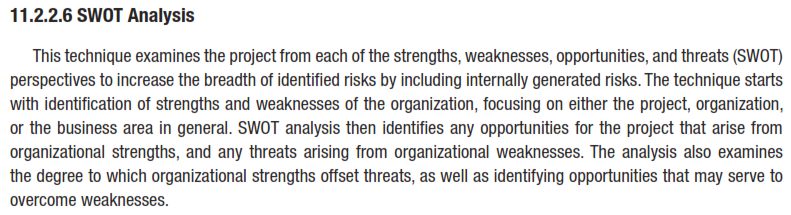 11.2.2.6 SWOT Analysis
This technique examines the project from each of the strengths, weaknesses, opportunities, and threats (SWOT)
perspectives to increase the breadth of identified risks by including internally generated risks. The technique starts
with identification of strengths and weaknesses of the organization, focusing on either the project, organization,
or the business area in general. SWOT analysis then identifies any opportunities for the project that arise from
organizational strengths, and any threats arising from organizational weaknesses. The analysis also examines
the degree to which organizational strengths offset threats, as well as identifying opportunities that may serve to
overcome weaknesses.